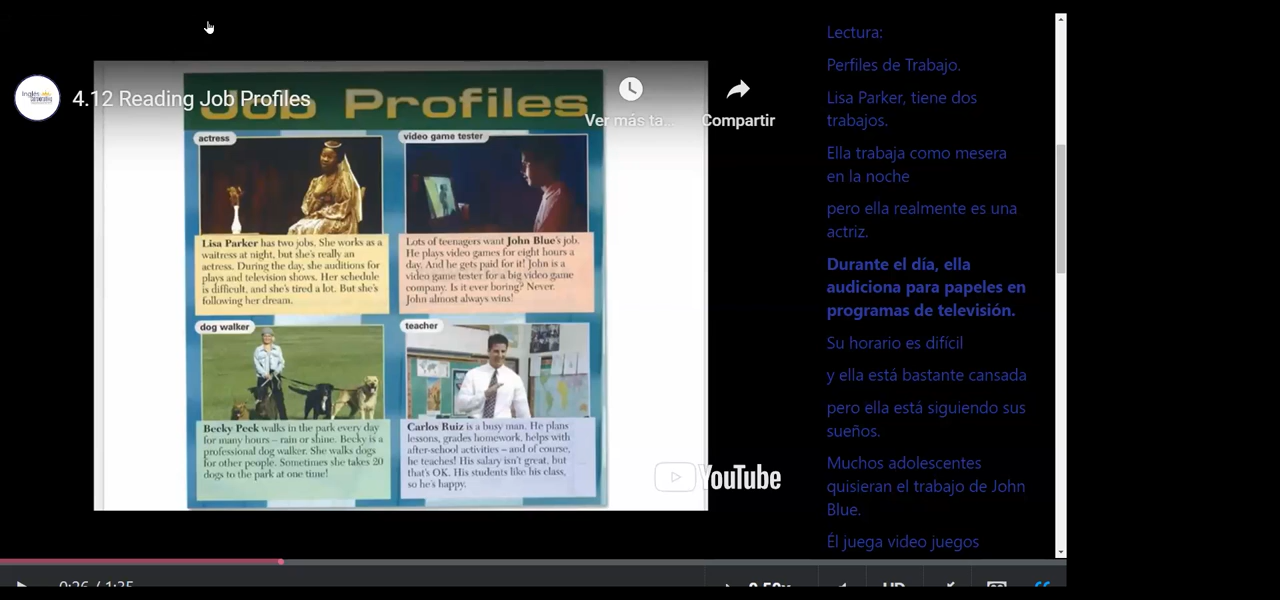 4.12 Reading Job Profiles
Job Profiles
Ver más ta...
Compartir
actress
Lisa Parker has two jobs. She works as a
waitress at night, but she's really an
actress. During the day, she auditions for
plays and television shows. Her schedule
is difficult, and she's tired a lot. But she's
following her dream.
video game tester
Lots of teenagers want John Blue's job.
He plays video games for eight hours a
day. And he gets paid for it! John is a
video game tester for a big video game
company. Is it ever boring? Never.
John almost always wins!
dog walker
Becky Peck walks in the park every day
for many hours – rain or shine. Becky is a
professional dog walker. She walks dogs
for other people. Sometimes she takes 20
dogs to the park at one time!
teacher
Carlos Ruiz is a busy man. He plans
lessons, grades homework, helps with
after-school activities – and of course,
he teaches! His salary isn't great, but
that's OK. His students like his class,
so he's happy.
YouTube
Lectura:
Perfiles de Trabajo.
Lisa Parker, tiene dos
trabajos.
Ella trabaja como mesera
en la noche
pero ella realmente es una
actriz.
Durante el día, ella
audiciona para papeles en
programas de televisión.
Su horario es difícil
y ella está bastante cansada
pero ella está siguiendo sus
sueños.
Muchos adolescentes
quisieran el trabajo de John
Blue.
Él juega video juegos
0:26 / 1:35
HD